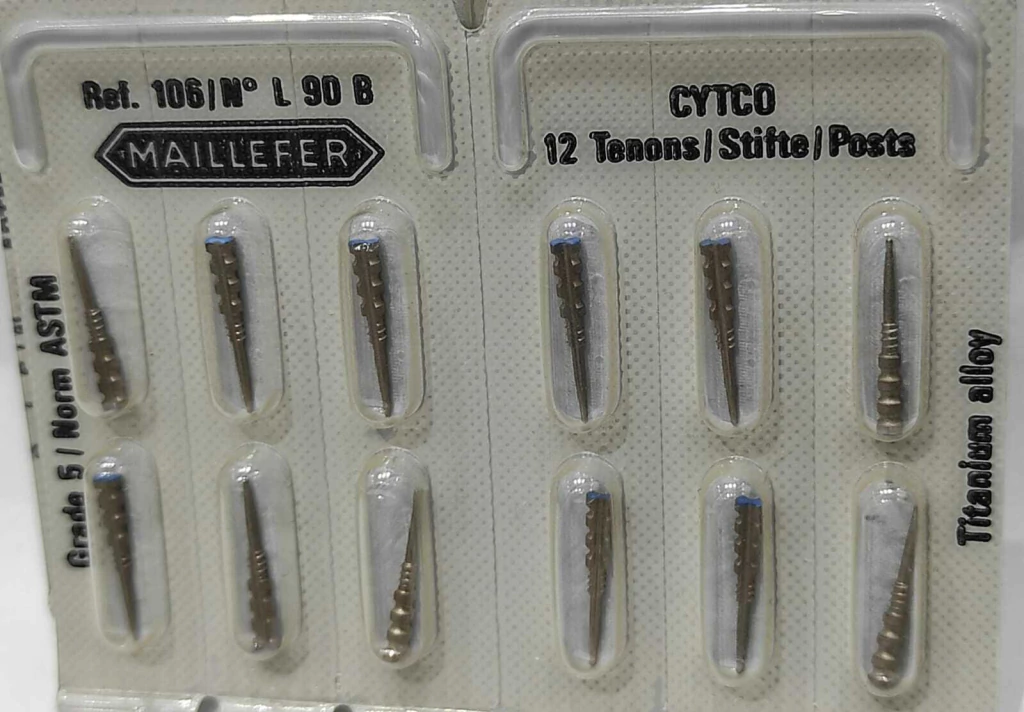 Ref. 106/N° L 90 B
MAILLEFER
CYTCO
12 Tenons/Stifte/Posts
Grade 5/Norm ASTM
Titanium alloy